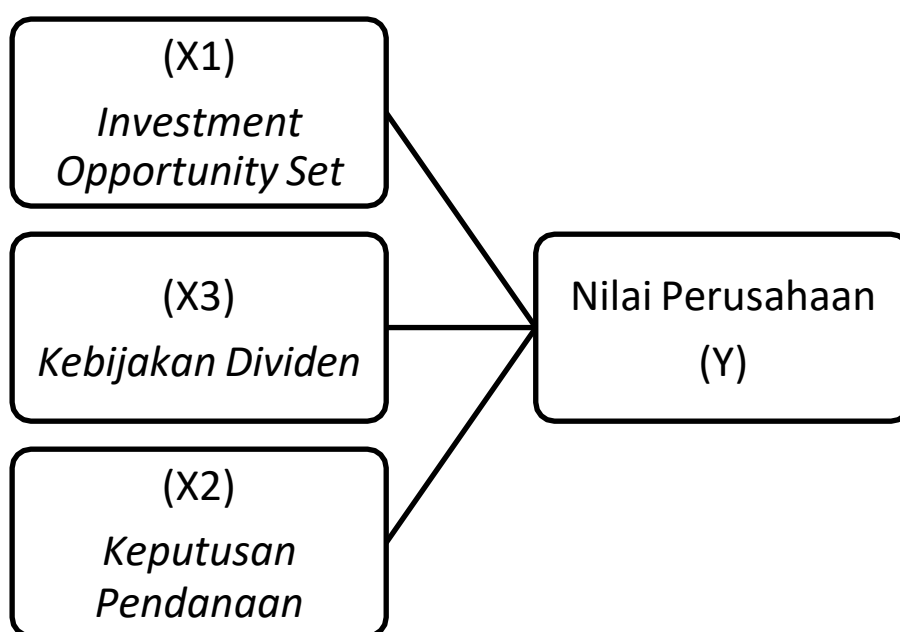 (X1)
Investment
Opportunity Set
(X3)
Kebijakan Dividen
(X2)
Keputusan
Pendanaan
Nilai Perusahaan
(Y)